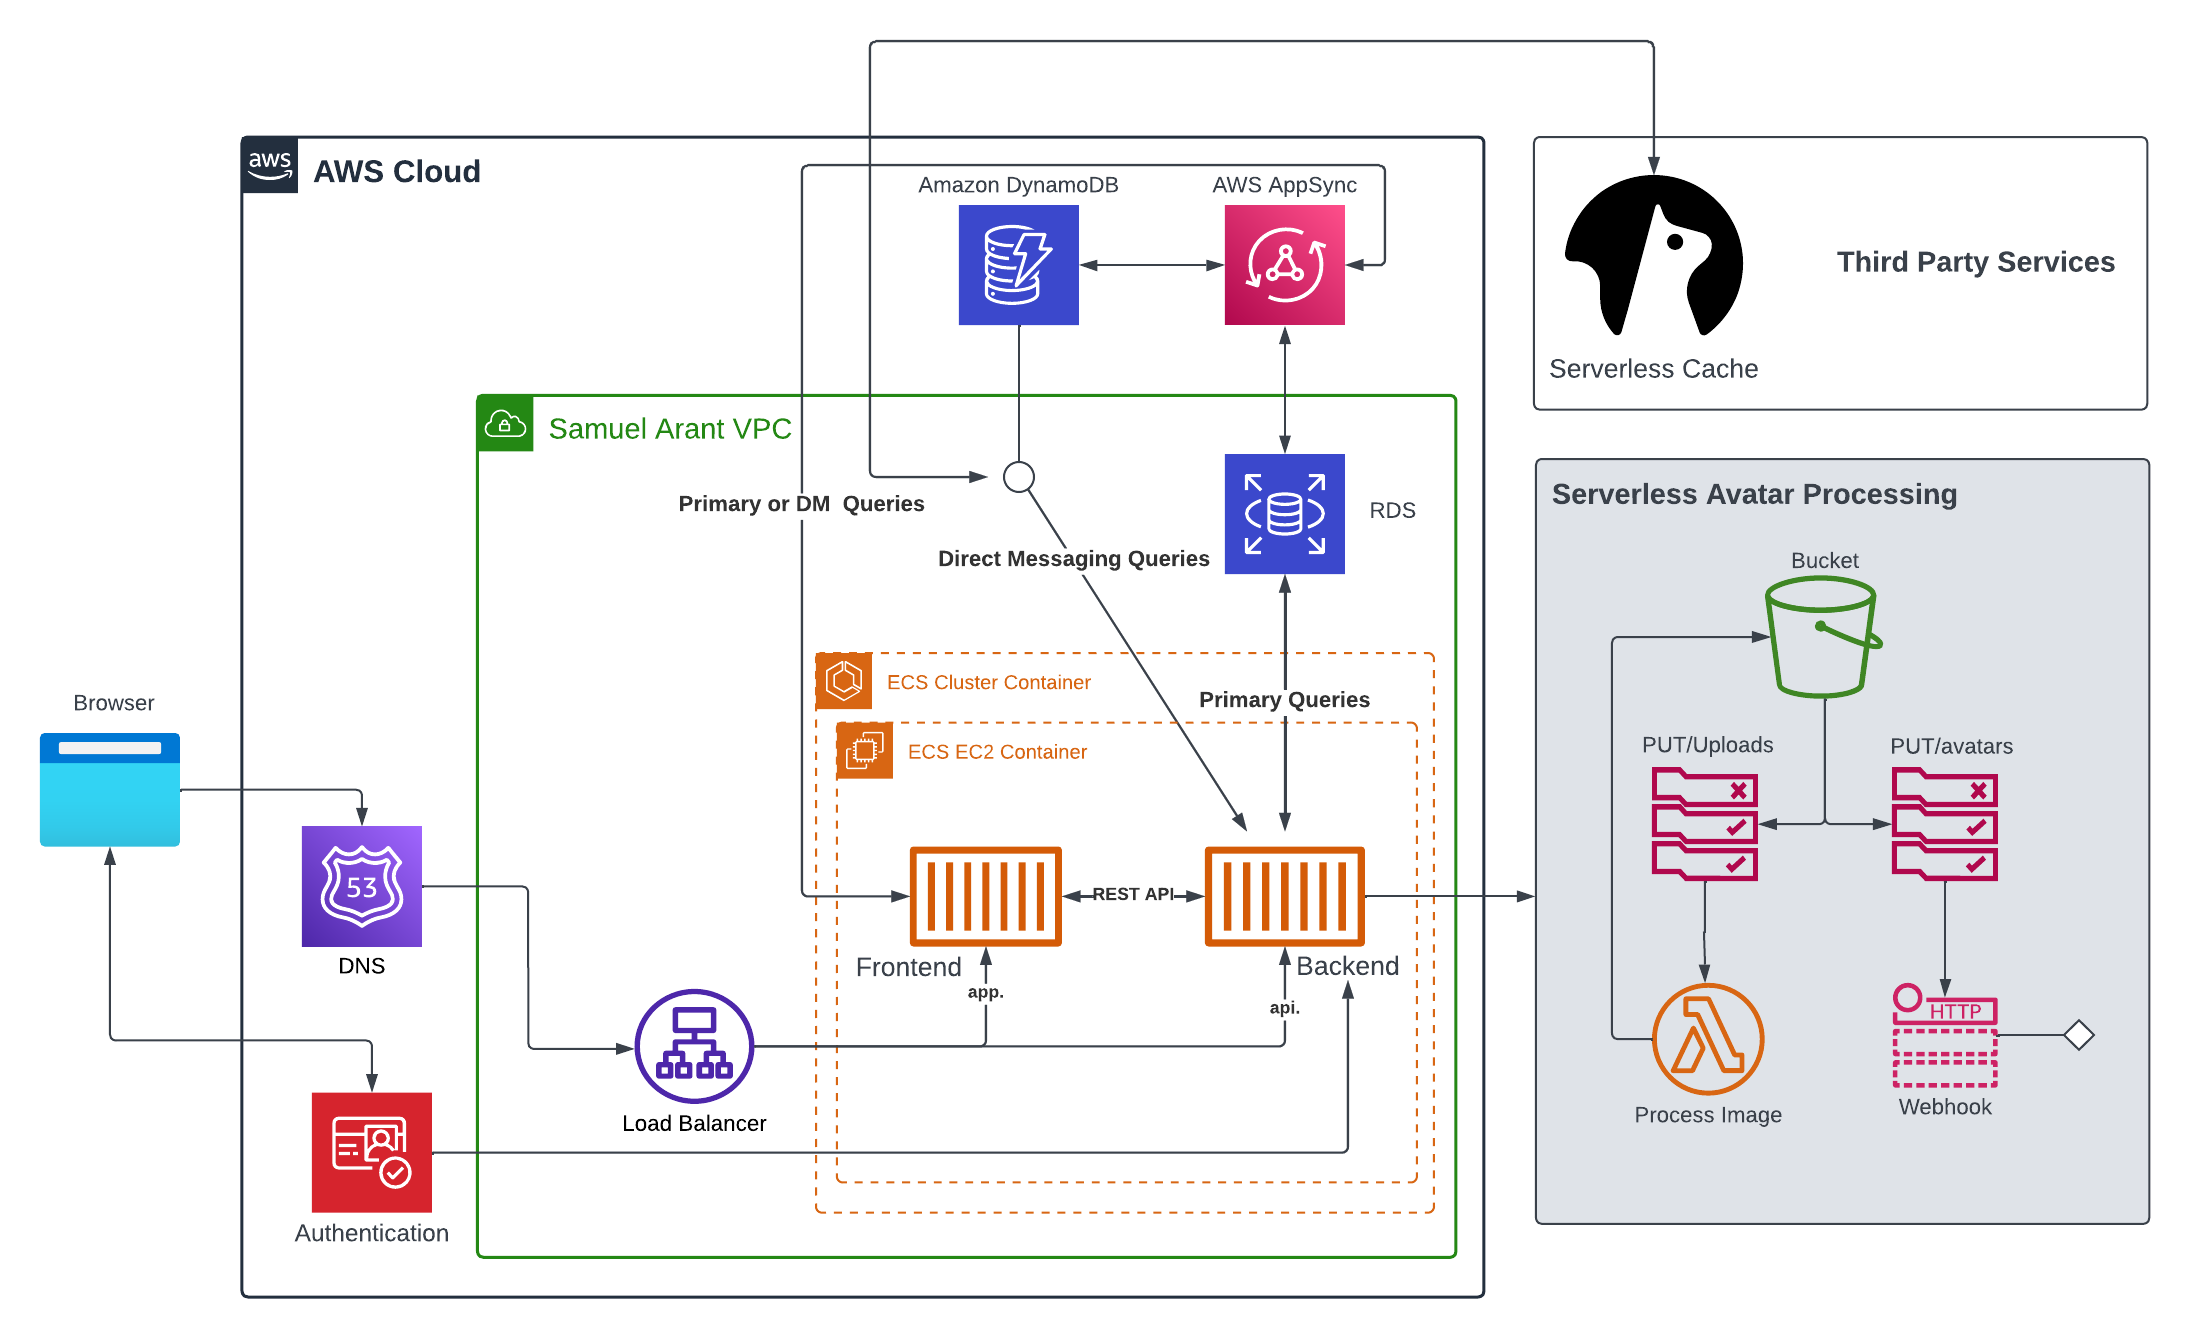 aws
AWS Cloud
Amazon DynamoDB
AWS AppSync
Third Party Services
Serverless Cache
Samuel Arant VPC
Primary or DM Queries
Direct Messaging Queries
RDS
Serverless Avatar Processing
Bucket
ECS Cluster Container
Primary Queries
ECS EC2 Container
Browser
PUT/Uploads
PUT/avatars
53
DNS
REST API
Frontend
Backend
app.
api.
HTTP
Load Balancer
Process Image
Webhook
Authentication